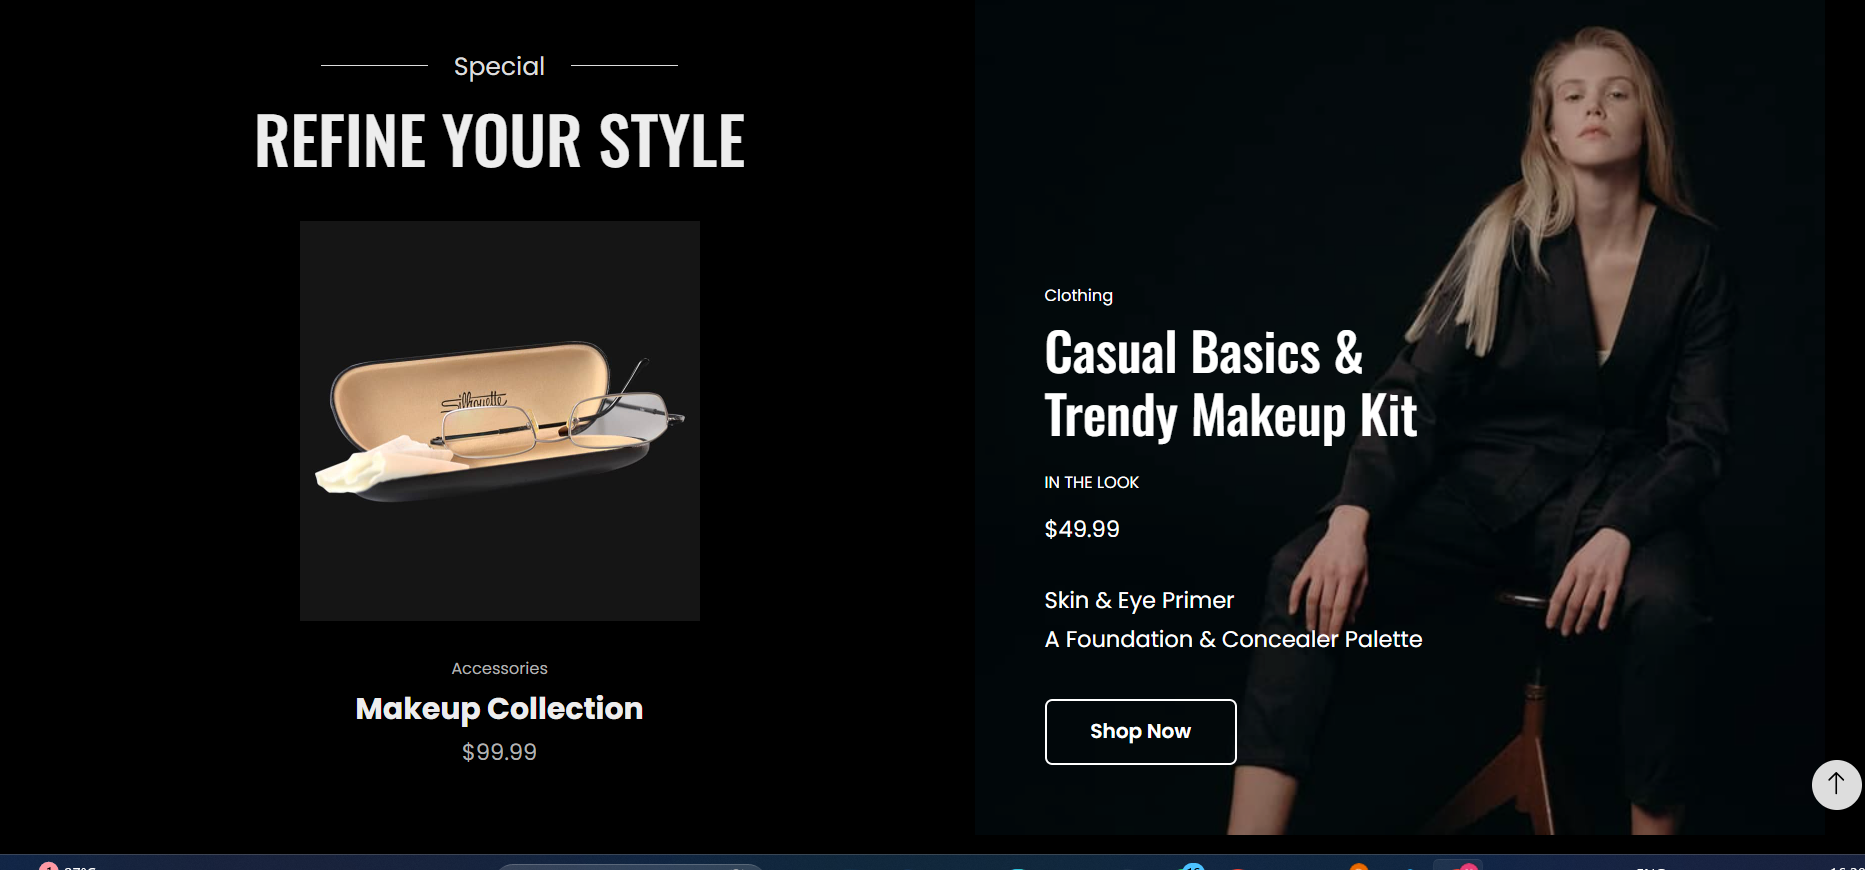 Special
REFINE YOUR STYLE
Silhouette
Accessories
Makeup Collection
$99.99
Clothing
Casual Basics &
Trendy Makeup Kit
IN THE LOOK
$49.99
Skin & Eye Primer
A Foundation & Concealer Palette
Shop Now